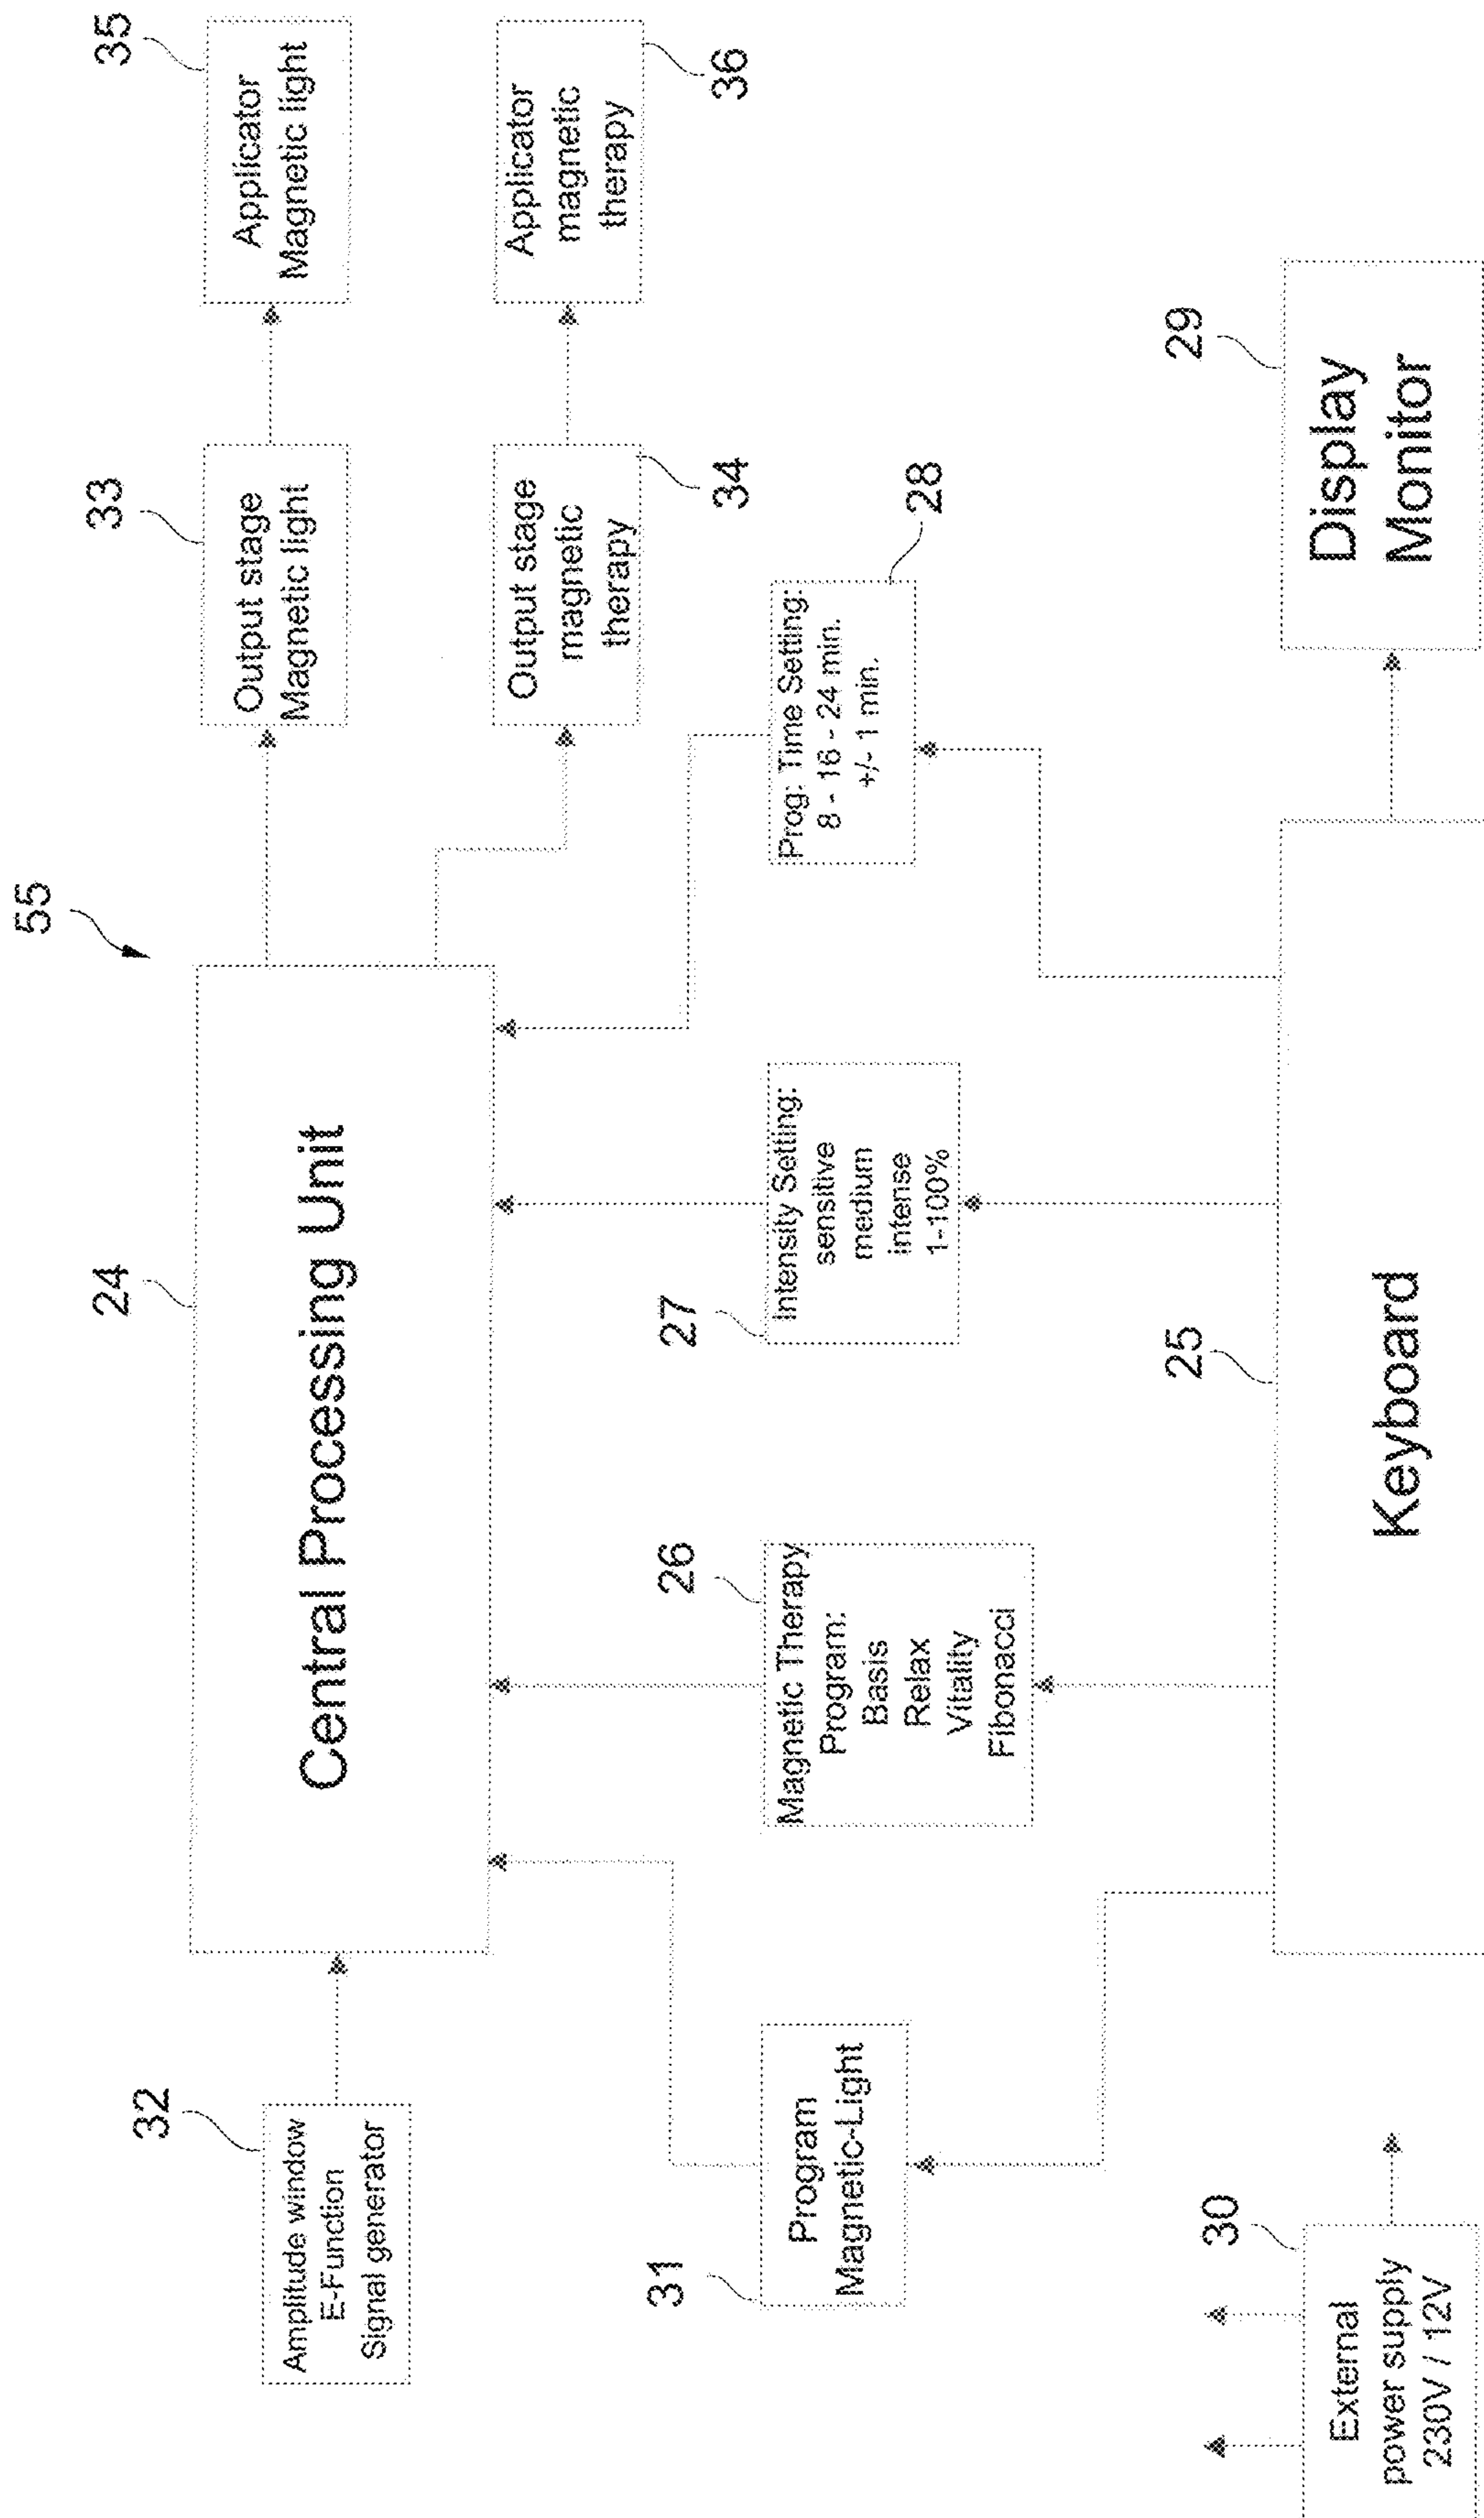 55
32
Amplitude window
E-Function
Signal generator
24
Central Processing Unit
33
Output stage
Magnetic light
35
Applicator
Magnetic light
34
Output stage
magnetic
therapy
36
Applicator
magnetic
therapy
31
Program
Magnetic-Light
26
Magnetic Therapy
Program:
Basis
Relax
Vitality
Fibonacci
27
Intensity Setting:
sensitive
medium
intense
1-100%
28
Prog: Time Setting:
8 - 16 - 24 min.
+/- 1 min.
30
External
power supply
230V / 12V
25
Keyboard
29
Display
Monitor